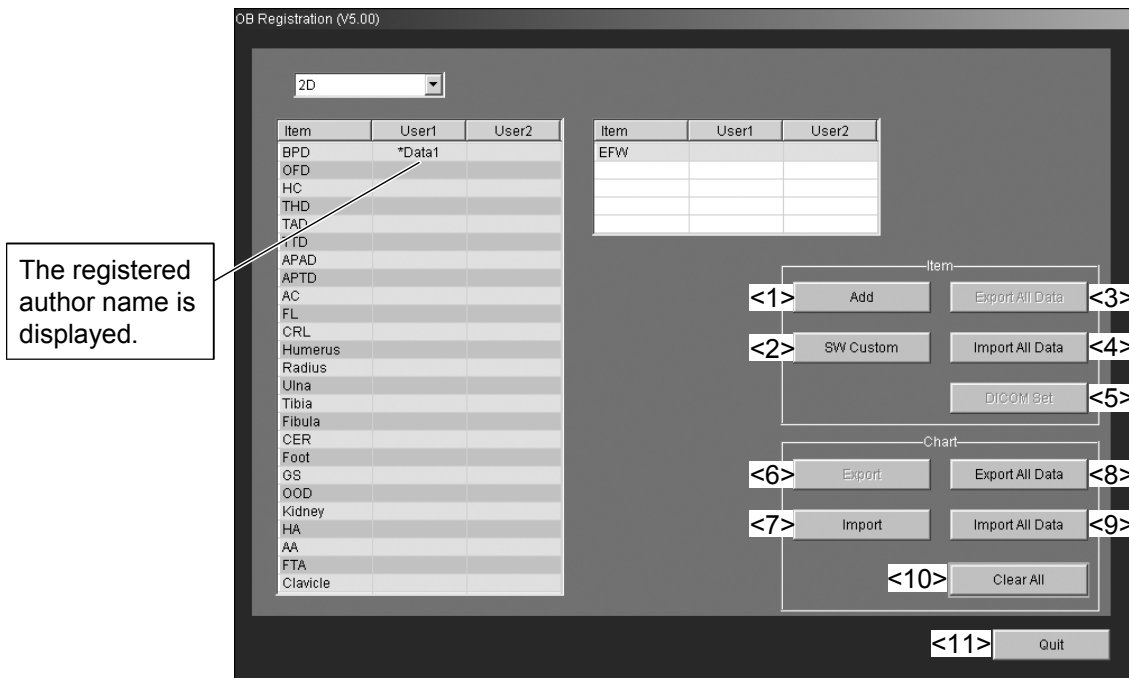 OB Registration (V5.00)
2D
Item User1 User2
BPD *Data1
OFD
HC
THD
TAD
TTD
APAD
APTD
AC
FL
CRL
Humerus
Radius
Ulna
Tibia
Fibula
CER
Foot
GS
OOD
Kidney
HA
AA
FTA
Clavicle
Item User1 User2
EFW
The registered
author name is
displayed.
Item
<1> Add Export All Data <3>
<2> SW Custom Import All Data <4>
DICOM Set <5>
Chart
<6> Export Export All Data <8>
<7> Import Import All Data <9>
<10> Clear All
<11> Quit